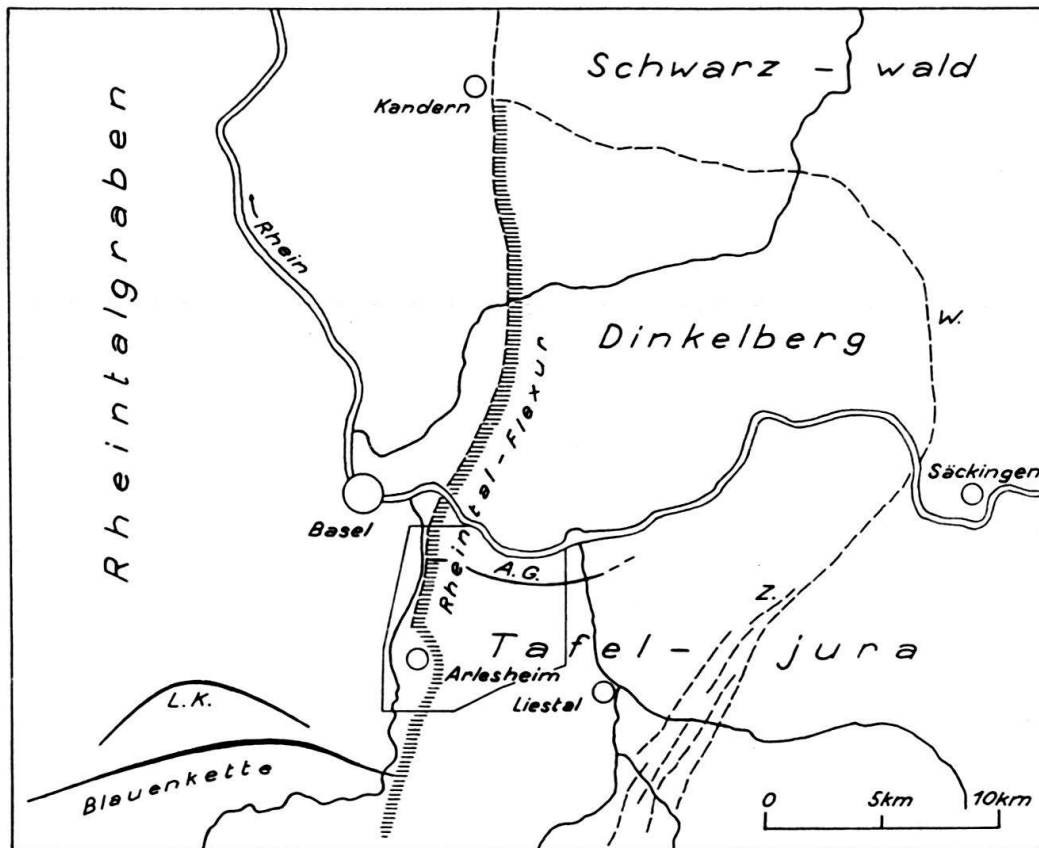 Schwarz - wald
Kandern
Rheintalgraben
Rhein
W.
Dinkelberg
Rheintal-Flexur
Säckingen
Basel
A.G.
Z.
Tafel- jura
Arlesheim
Liestal
L.K.
Blauenkette
0 5km 10km